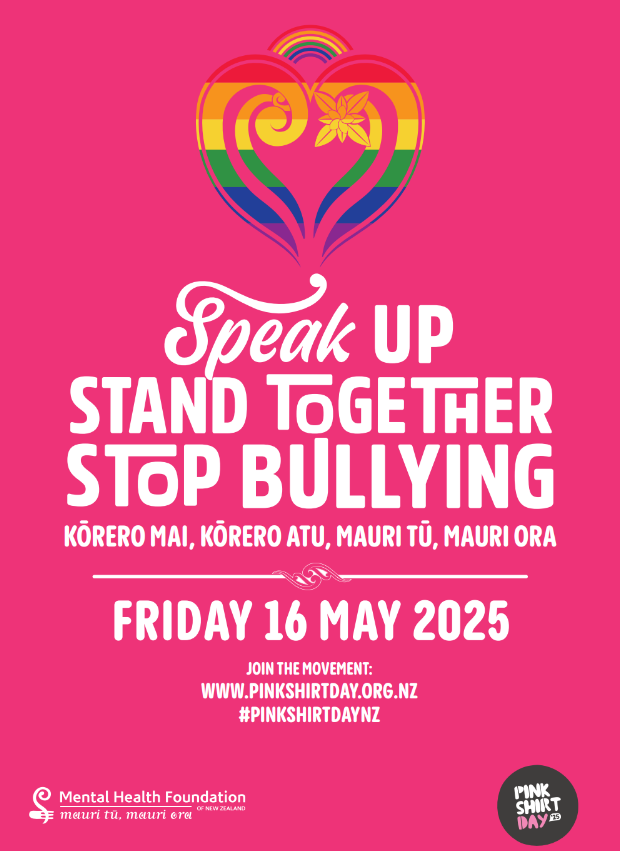 Speak UP
STAND TOGETHER
STOP BULLYING
KŌRERO MAI, KŌRERO ATU, MAURI TŪ, MAURI ORA
FRIDAY 16 MAY 2025
JOIN THE MOVEMENT:
WWW.PINKSHIRTDAY.ORG.NZ
#PINKSHIRTDAYNZ
Mental Health Foundation
OF NEW ZEALAND
mauri tū, mauri ora
PINK
SHIRT
DAY '25